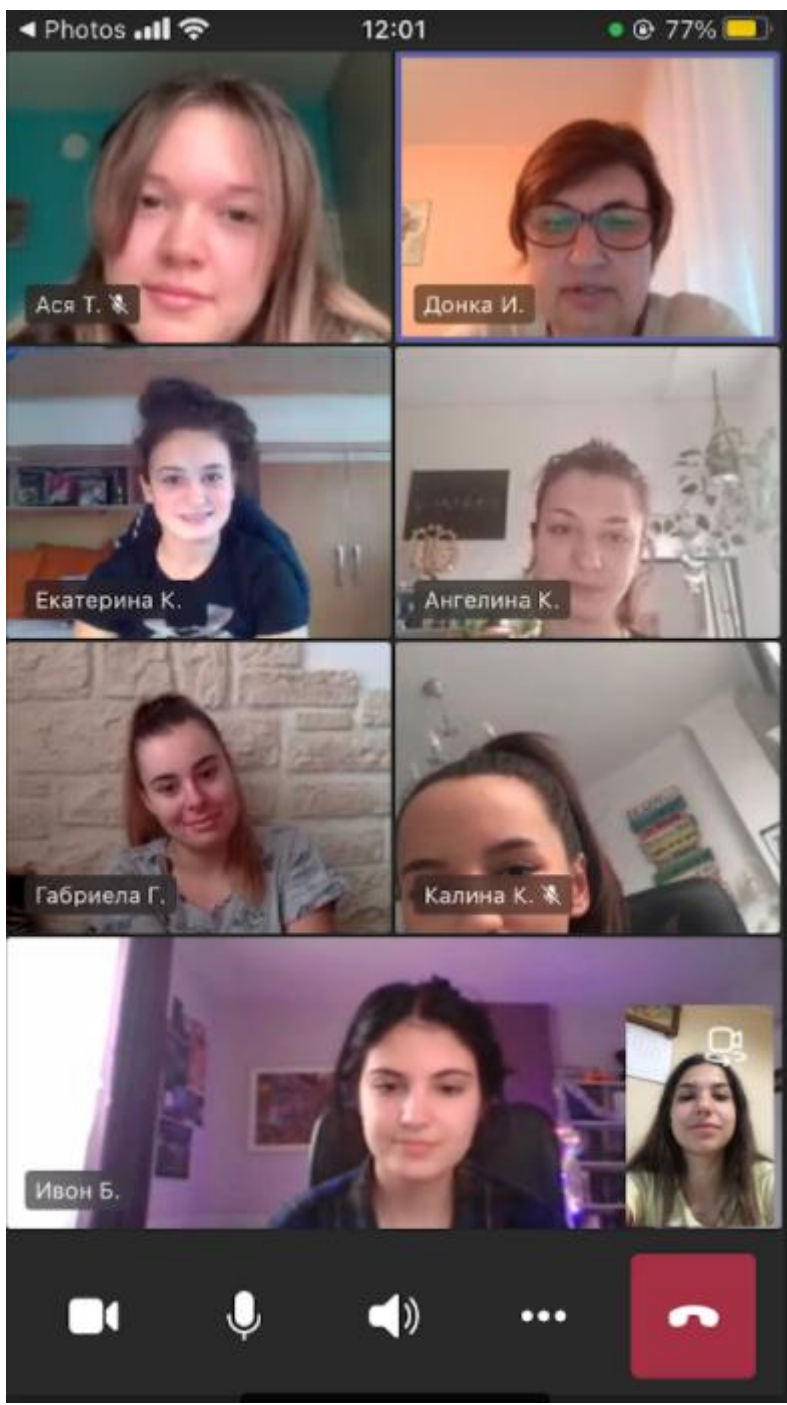 ◀ Photos
12:01
77%
Ася Т.
Донка И.
Екатерина К.
Ангелина К.
Габриела Г.
Калина К.
Ивон Б.